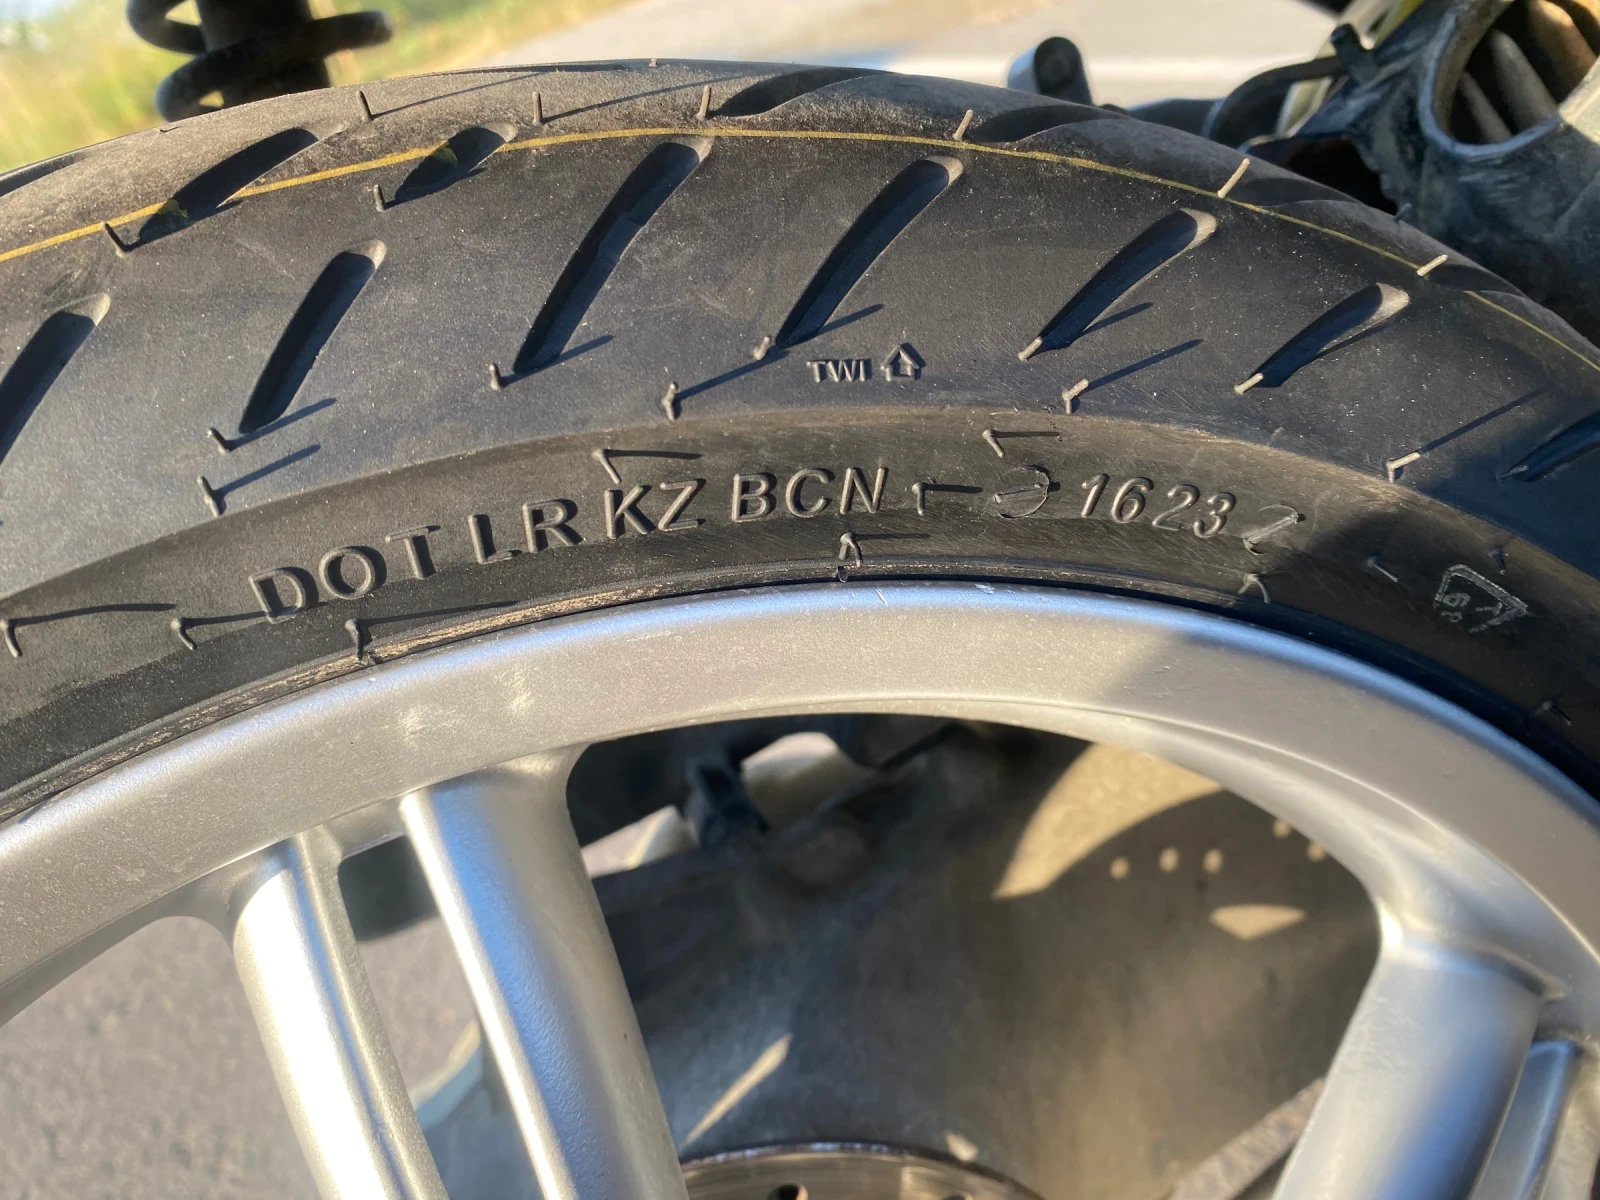 TWI
DOT LR KZ BCN 1623